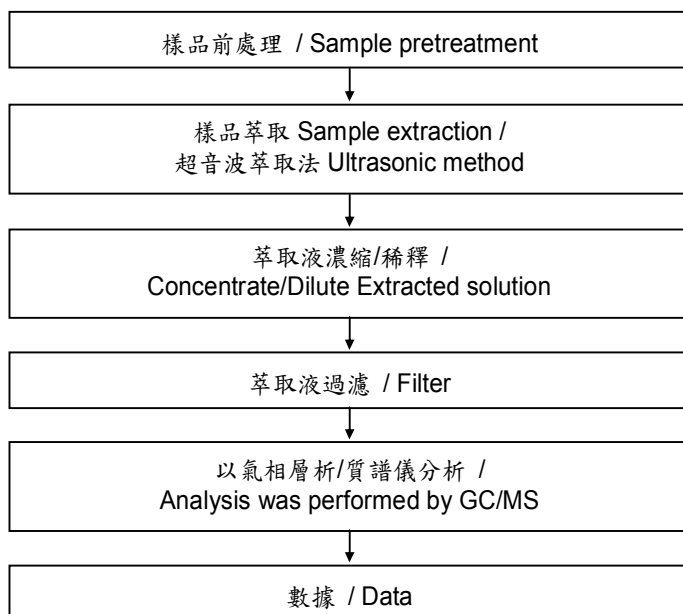 樣品前處理 / Sample pretreatment
樣品萃取 Sample extraction /
超音波萃取法 Ultrasonic method
萃取液濃縮/稀釋 /
Concentrate/Dilute Extracted solution
萃取液過濾 / Filter
以氣相層析/質譜儀分析 /
Analysis was performed by GC/MS
數據 / Data